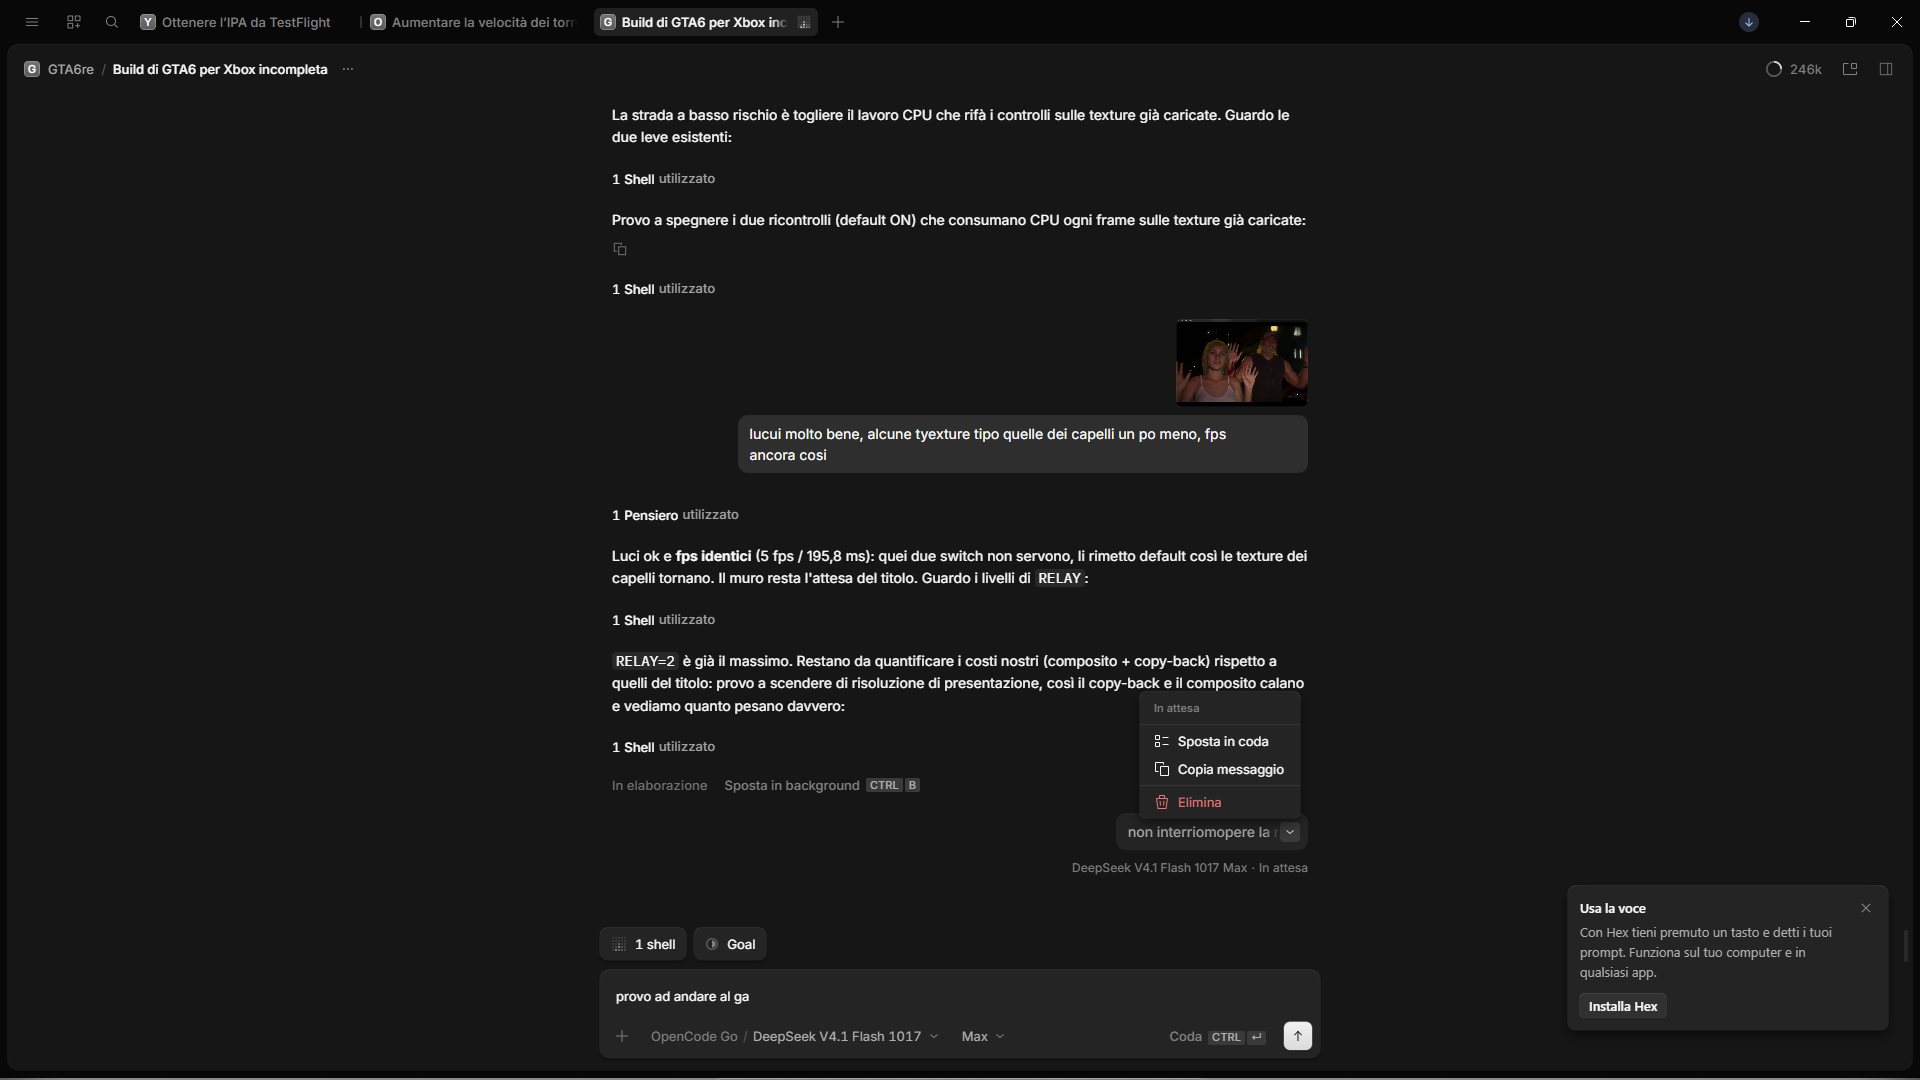 Y Ottenere l'IPA da TestFlight
O Aumentare la velocità dei
G Build di GTA6 per Xbox
G GTA6re / Build di GTA6 per Xbox incompleta ···
246k
La strada a basso rischio è togliere il lavoro CPU che rifà i controlli sulle texture già caricate. Guardo le
due leve esistenti:
1 Shell utilizzato
Provo a spegnere i due ricontrolli (default ON) che consumano CPU ogni frame sulle texture già caricate:
1 Shell utilizzato
lucui molto bene, alcune tyexture tipo quelle dei capelli un po meno, fps
ancora cosi
1 Pensiero utilizzato
Luci ok e fps identici (5 fps / 195,8 ms): quei due switch non servono, li rimetto default così le texture dei
capelli tornano. Il muro resta l'attesa del titolo. Guardo i livelli di RELAY:
1 Shell utilizzato
RELAY=2 è già il massimo. Restano da quantificare i costi nostri (composito + copy-back) rispetto a
quelli del titolo: provo a scendere di risoluzione di presentazione, così il copy-back e il composito calano
e vediamo quanto pesano davvero:
In attesa
Sposta in coda
Copia messaggio
Elimina
1 Shell utilizzato
In elaborazione Sposta in background CTRL B
non interriomopere la
DeepSeek V4.1 Flash 1017 Max · In attesa
1 shell
Goal
provo ad andare al ga
OpenCode Go / DeepSeek V4.1 Flash 1017 Max
Coda CTRL
Usa la voce
Con Hex tieni premuto un tasto e detti i tuoi
prompt. Funziona sul tuo computer e in
qualsiasi app.
Installa Hex